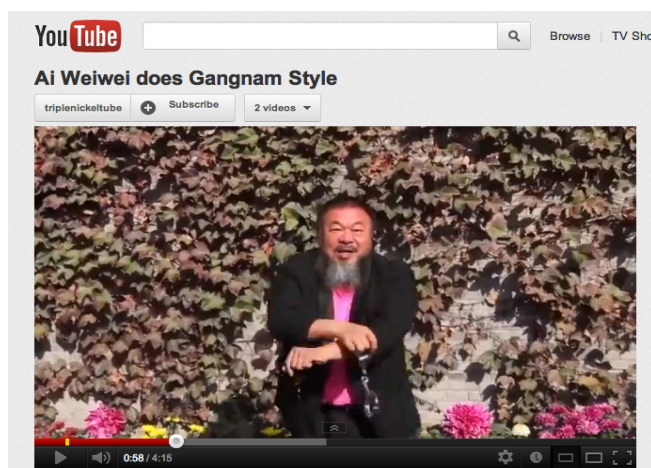 YouTube
Browse | TV Sho
Ai Weiwei does Gangnam Style
triplenickeltube Subscribe 2 videos
0:58 / 4:15